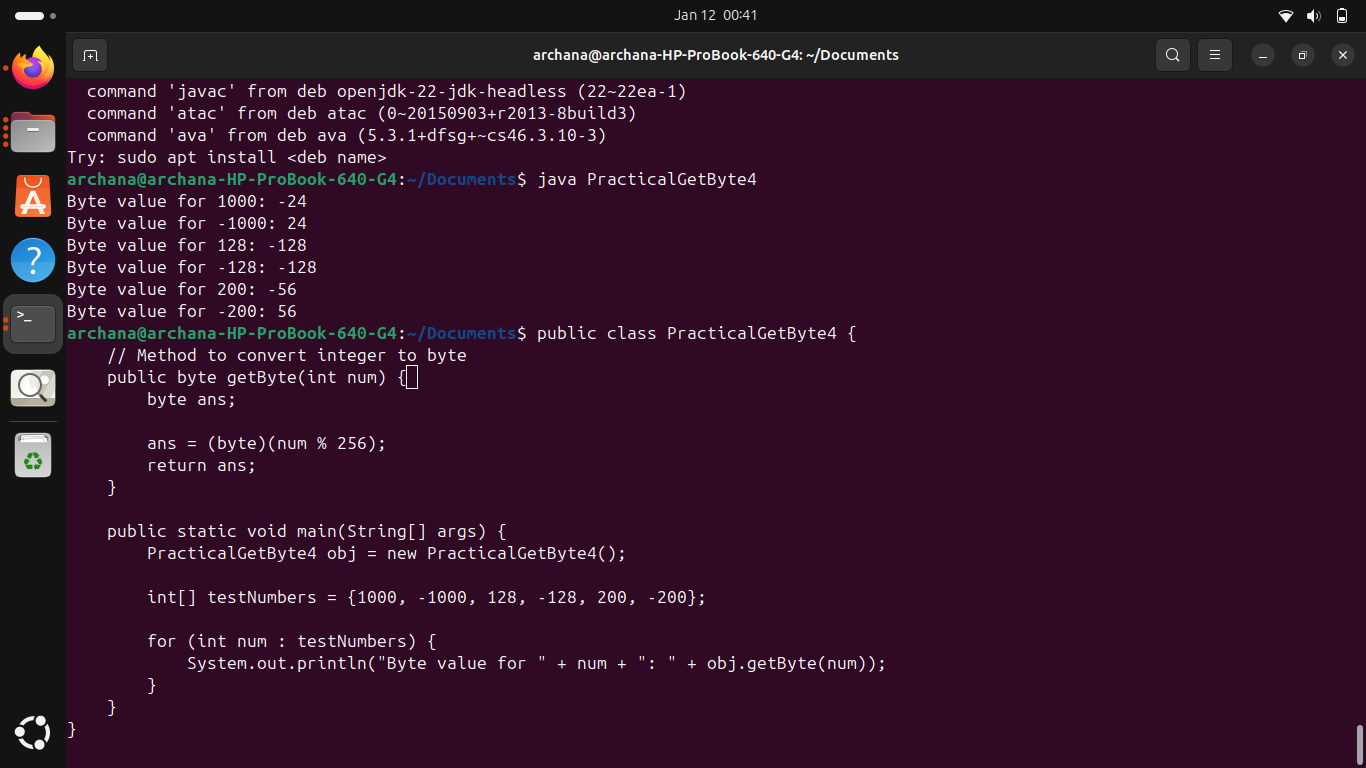 Jan 12 00:41
archana@archana-HP-ProBook-640-G4: ~/Documents
  command 'javac' from deb openjdk-22-jdk-headless (22~22ea-1)
  command 'atac' from deb atac (0~20150903+r2013-8build3)
  command 'ava' from deb ava (5.3.1+dfsg+~cs46.3.10-3)
Try: sudo apt install <deb name>
archana@archana-HP-ProBook-640-G4:~/Documents$ java PracticalGetByte4
Byte value for 1000: -24
Byte value for -1000: 24
Byte value for 128: -128
Byte value for -128: -128
Byte value for 200: -56
Byte value for -200: 56
archana@archana-HP-ProBook-640-G4:~/Documents$ public class PracticalGetByte4 {
    // Method to convert integer to byte
    public byte getByte(int num) {
        byte ans;

        ans = (byte)(num % 256);
        return ans;
    }

    public static void main(String[] args) {
        PracticalGetByte4 obj = new PracticalGetByte4();

        int[] testNumbers = {1000, -1000, 128, -128, 200, -200};

        for (int num : testNumbers) {
            System.out.println("Byte value for " + num + ": " + obj.getByte(num));
        }
    }
}